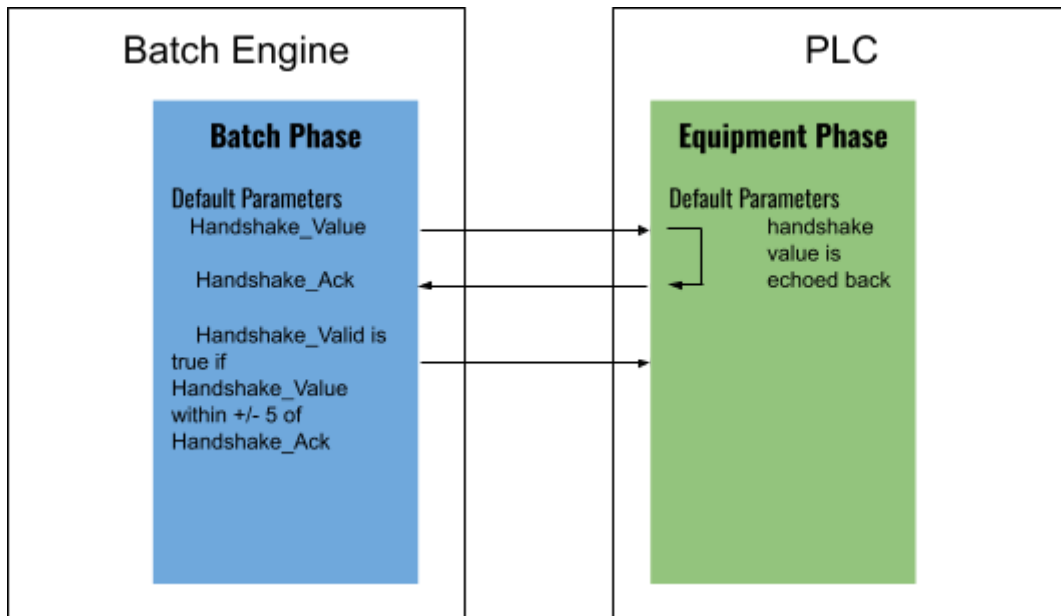 Batch Engine
Batch Phase
Default Parameters
Handshake_Value
Handshake_Ack
Handshake_Valid is
true if
Handshake_Value
within +/- 5 of
Handshake_Ack
PLC
Equipment Phase
Default Parameters
handshake
value is
echoed back